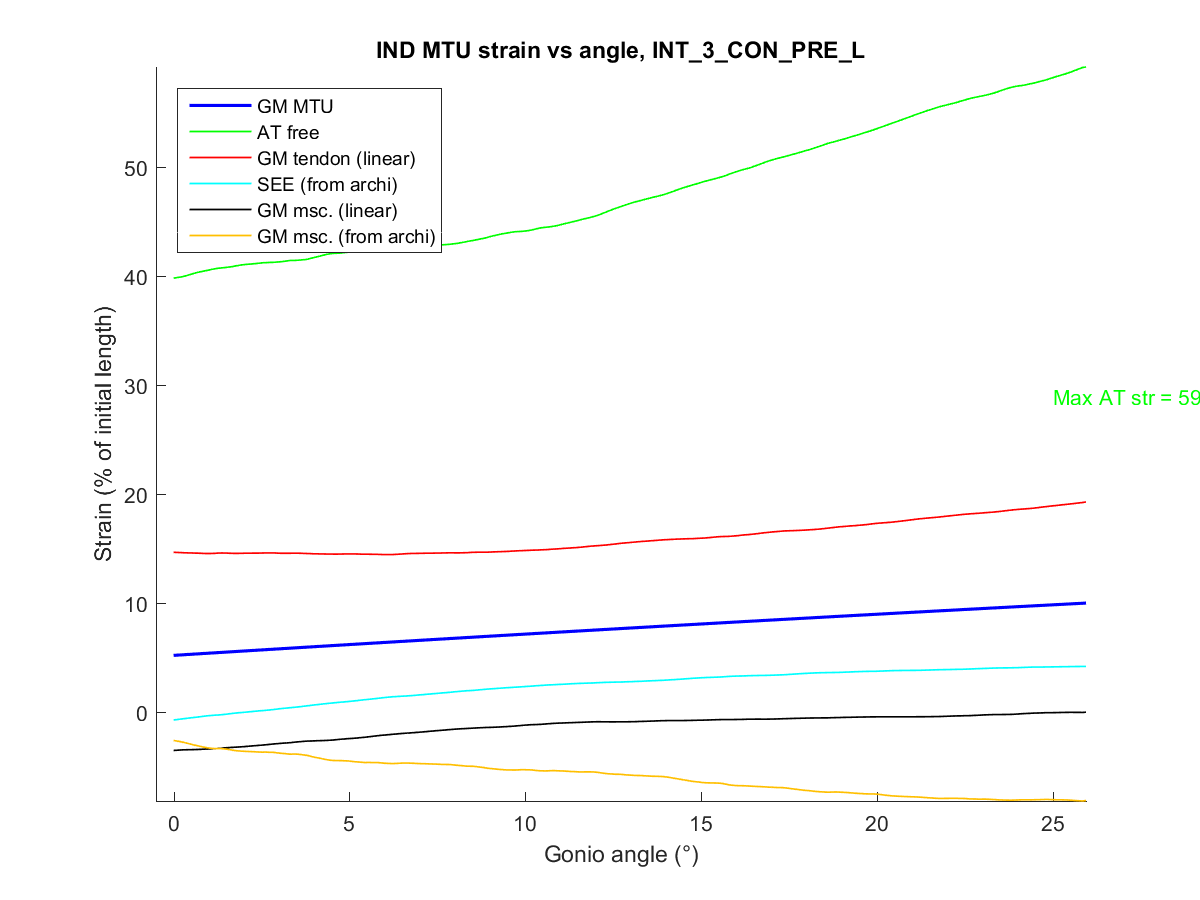 IND MTU strain vs angle, INT_3_CON_PRE_L
GM MTU
AT free
GM tendon (linear)
SEE (from archi)
GM msc. (linear)
GM msc. (from archi)
50
40
30
20
10
0
Strain (% of initial length)
Max AT str = 59
0 5 10 15 20 25
Gonio angle (°)